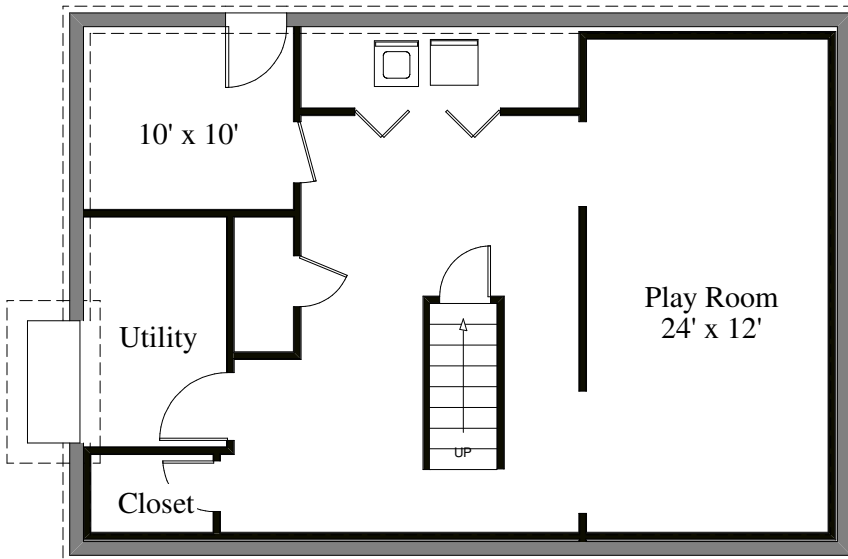 10' x 10'
Play Room
24' x 12'
Utility
UP
Closet